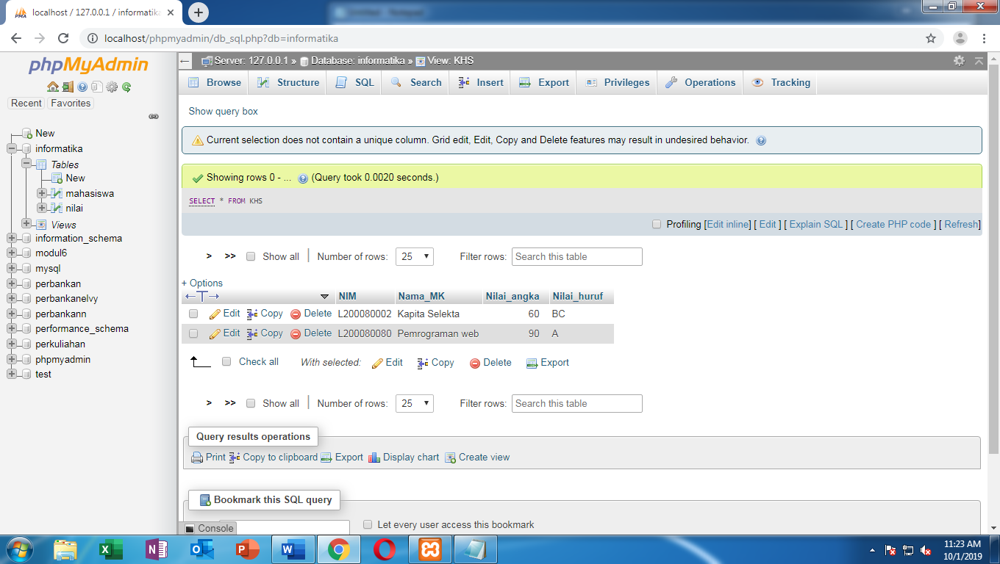 localhost / 127.0.0.1 / informatika
localhost/phpmyadmin/db_sql.php?db=informatika
phpMyAdmin
Recent Favorites
New
informatika
Tables
New
mahasiswa
nilai
Views
information_schema
modul6
mysql
perbankan
perbankanelvy
perbankann
performance_schema
perkuliahan
phpmyadmin
test
Server: 127.0.0.1 » Database: informatika » View: KHS
Browse Structure SQL Search Insert Export Privileges Operations Tracking
Show query box
Current selection does not contain a unique column. Grid edit, Edit, Copy and Delete features may result in undesired behavior.
Showing rows 0 - ... (Query took 0.0020 seconds.)
SELECT * FROM KHS
Profiling [Edit inline] [ Edit ] [ Explain SQL ] [ Create PHP code ] [ Refresh]
> >> Show all | Number of rows: 25 Filter rows: Search this table
+ Options
←T→ NIM Nama_MK Nilai_angka Nilai_huruf
Edit Copy Delete L200080002 Kapita Selekta 60 BC
Edit Copy Delete L200080080 Pemrograman web 90 A
Check all With selected: Edit Copy Delete Export
> >> Show all | Number of rows: 25 Filter rows: Search this table
Query results operations
Print Copy to clipboard Export Display chart Create view
Bookmark this SQL query
Let every user access this bookmark
Console
11:23 AM
10/1/2019